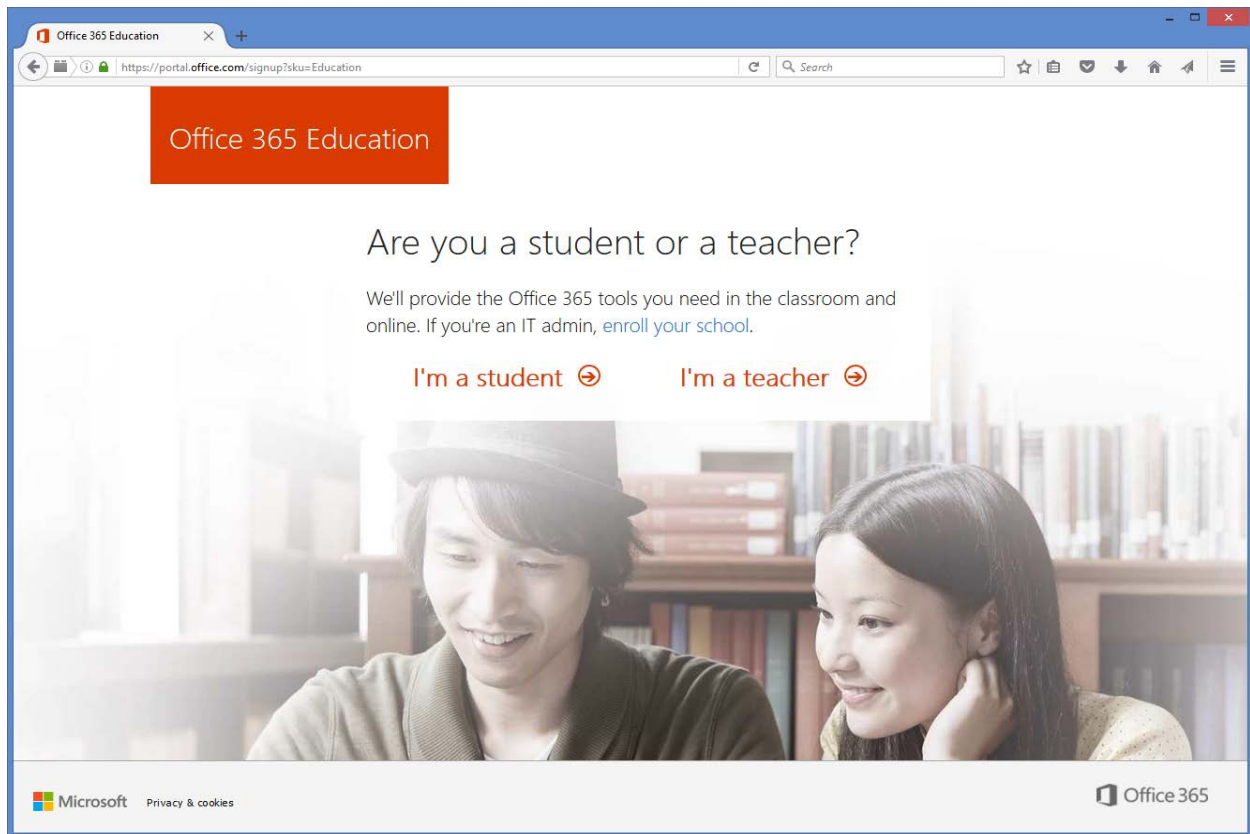 Office 365 Education
https://portal.office.com/signup?sku=Education
Search
Office 365 Education
Are you a student or a teacher?
We'll provide the Office 365 tools you need in the classroom and
online. If you're an IT admin, enroll your school.
I'm a student I'm a teacher
Microsoft Privacy & cookies Office 365